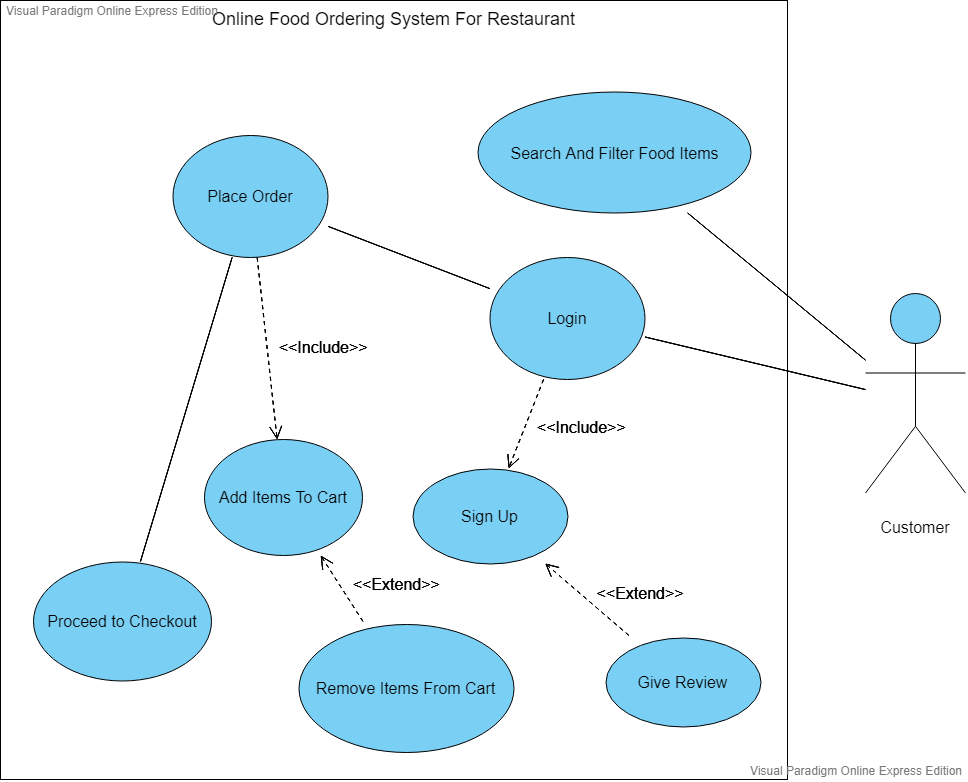 Visual Paradigm Online Express Edition
Online Food Ordering System For Restaurant
Search And Filter Food Items
Place Order
Login
<<Include>>
<<Include>>
Add Items To Cart
Sign Up
Customer
<<Extend>>
<<Extend>>
Proceed to Checkout
Remove Items From Cart
Give Review
Visual Paradigm Online Express Edition